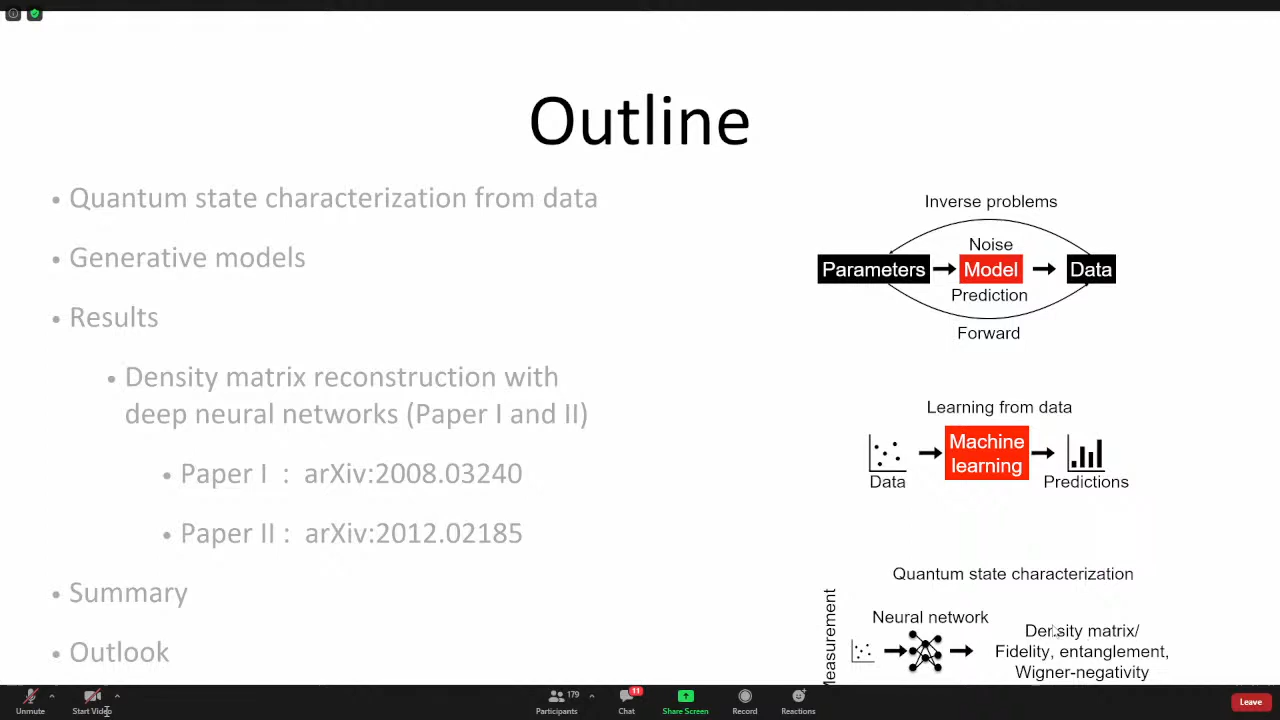 Outline
• Quantum state characterization from data
• Generative models
• Results
• Density matrix reconstruction with
deep neural networks (Paper I and II)
• Paper I : arXiv:2008.03240
• Paper II : arXiv:2012.02185
• Summary
• Outlook
Inverse problems
Noise
Parameters Model Data
Prediction
Forward
Learning from data
Machine
learning
Data
Predictions
Quantum state characterization
Measurement
Neural network
Density matrix/
Fidelity, entanglement,
Wigner-negativity
Unmute
Start Video
179
Participants
11
Chat
Share Screen
Record
Reactions
Leave